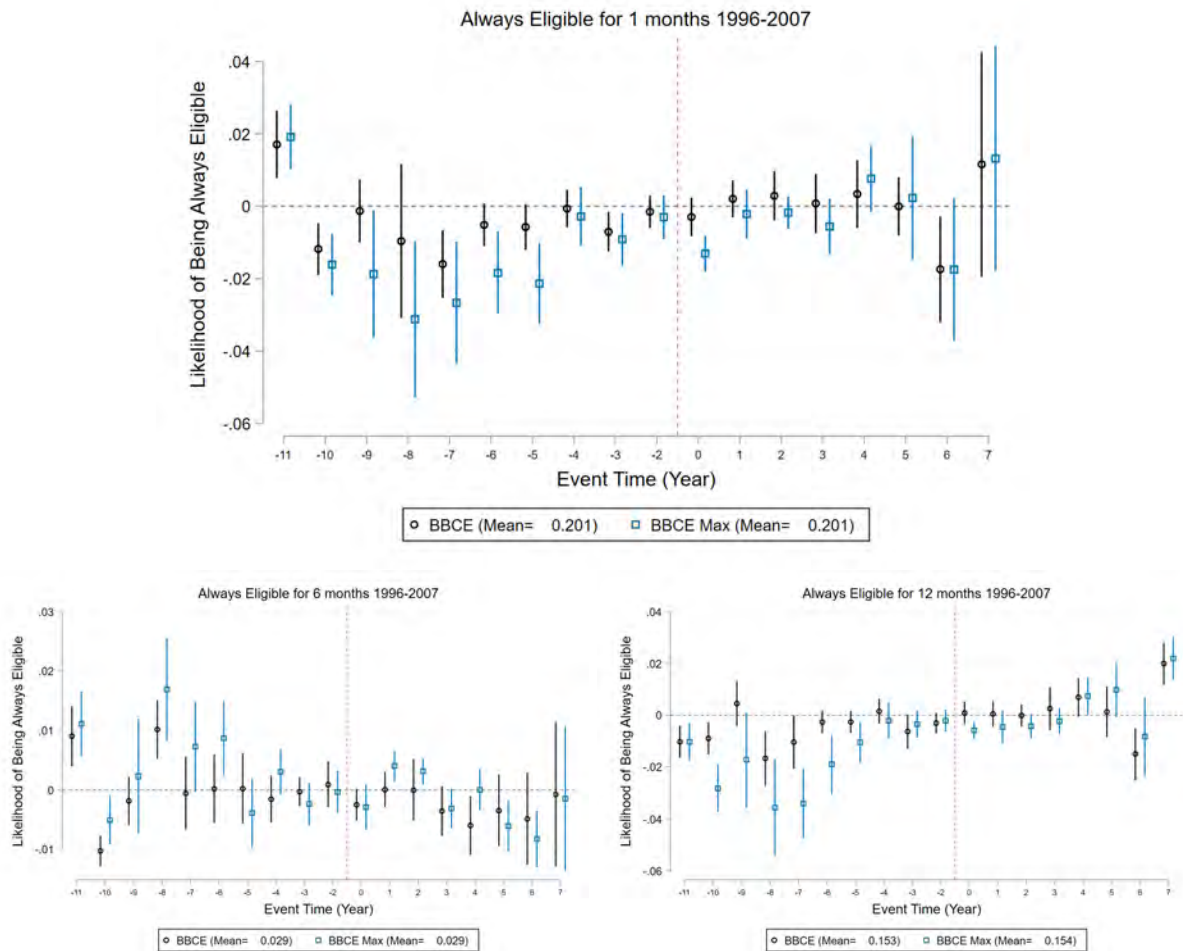 Always Eligible for 1 months 1996-2007
Likelihood of Being Always Eligible
.04
.02
0
-.02
-.04
-.06
-11 -10 -9 -8 -7 -6 -5 -4 -3 -2 0 1 2 3 4 5 6 7
Event Time (Year)
BBCE (Mean= 0.201) BBCE Max (Mean= 0.201)
Always Eligible for 6 months 1996-2007
Likelihood of Being Always Eligible
.03
.02
.01
0
-.01
-11 -10 -9 -8 -7 -6 -5 -4 -3 -2 0 1 2 3 4 5 6 7
Event Time (Year)
BBCE (Mean= 0.029) BBCE Max (Mean= 0.029)
Always Eligible for 12 months 1996-2007
Likelihood of Being Always Eligible
.04
.02
0
-.02
-.04
-.06
-11 -10 -9 -8 -7 -6 -5 -4 -3 -2 0 1 2 3 4 5 6 7
Event Time (Year)
BBCE (Mean= 0.153) BBCE Max (Mean= 0.154)